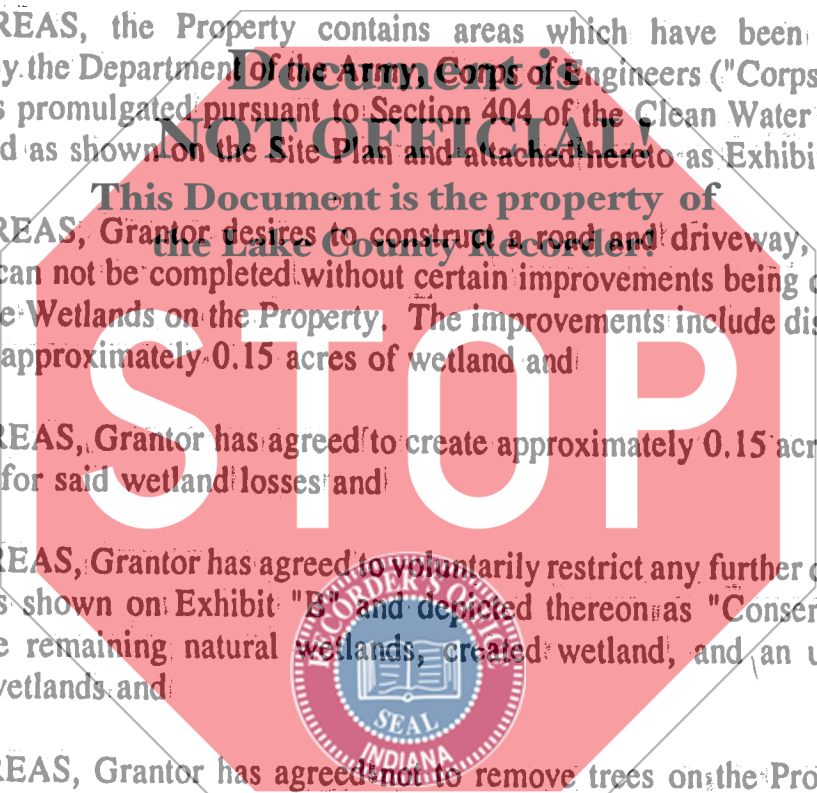 REAS, the Property contains areas which have been
Document is
y the Department of the Army, Corps of Engineers ("Corps
s promulgated pursuant to Section 404 of the Clean Water
NOT OFFICIAL!
d as shown on the Site Plan and attached hereto as Exhibi
This Document is the property of
REAS, Grantor desires to construct a road and driveway,
the Lake County Recorder!
can not be completed without certain improvements being
e Wetlands on the Property. The improvements include dis
approximately 0.15 acres of wetland and
STOP
REAS, Grantor has agreed to create approximately 0.15 acr
for said wetland losses and
REAS, Grantor has agreed to voluntarily restrict any further
s shown on Exhibit "B" and depicted thereon as "Conser
e remaining natural wetlands, created wetland, and an u
wetlands and
RECORDER'S OFFICE
SEAL
INDIANA
REAS, Grantor has agreed not to remove trees on the Pro